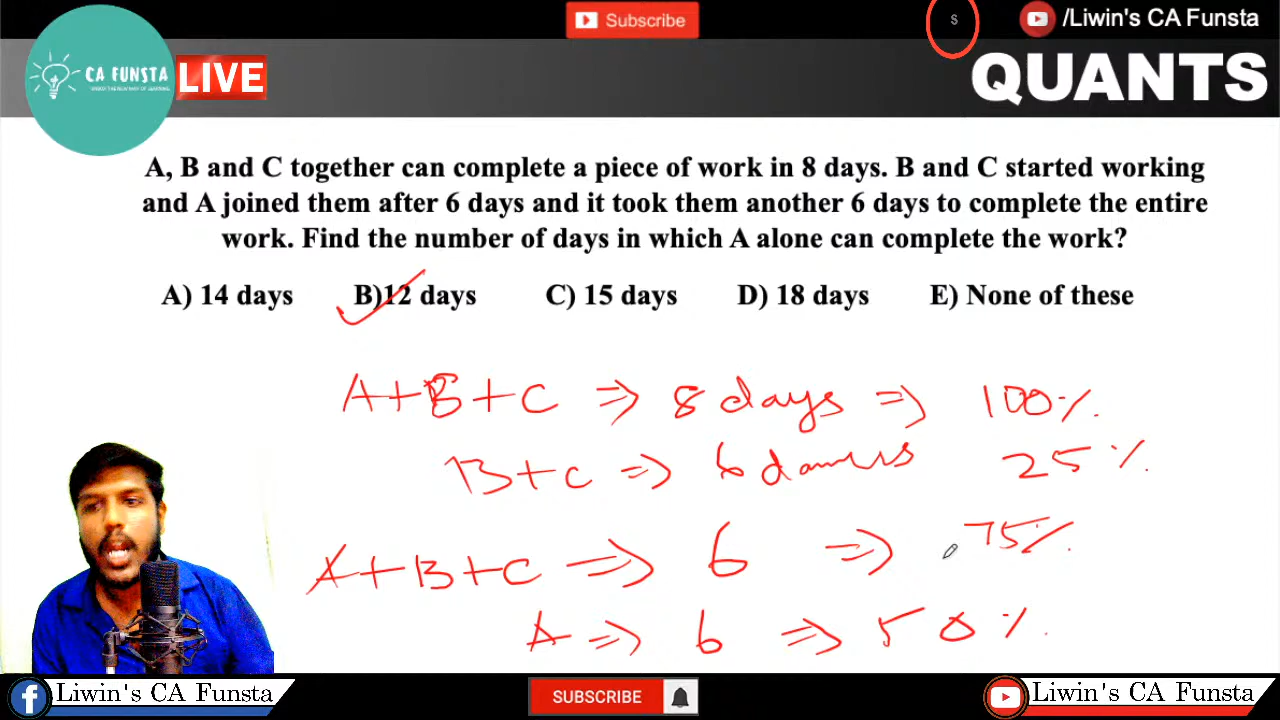 Subscribe
/Liwin's CA Funsta
CA FUNSTA
LIVE
QUANTS
A, B and C together can complete a piece of work in 8 days. B and C started working
and A joined them after 6 days and it took them another 6 days to complete the entire
work. Find the number of days in which A alone can complete the work?
A) 14 days B)12 days C) 15 days D) 18 days E) None of these
A+B+C ⇒ 8 days ⇒ 100%.
B+C ⇒ 6 25%.
A+B+C ⇒ 6 ⇒ 75%.
A ⇒ 6 ⇒ 50%.
Liwin's CA Funsta
SUBSCRIBE
Liwin's CA Funsta